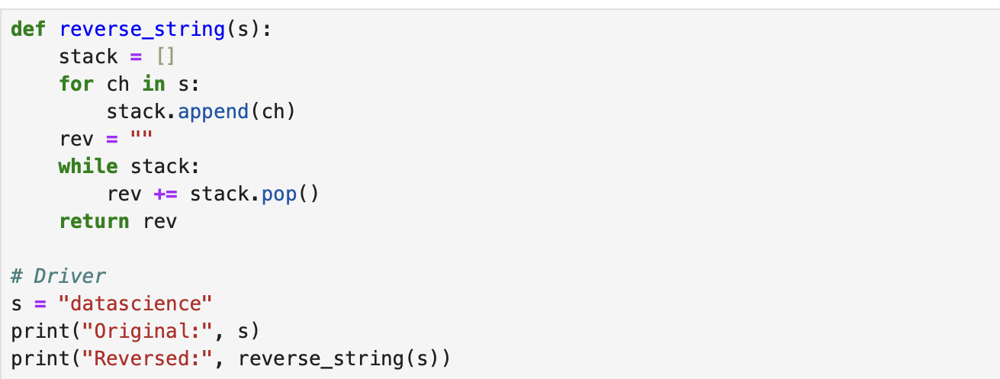 def reverse_string(s):
    stack = []
    for ch in s:
        stack.append(ch)
    rev = ""
    while stack:
        rev += stack.pop()
    return rev

# Driver
s = "datascience"
print("Original:", s)
print("Reversed:", reverse_string(s))